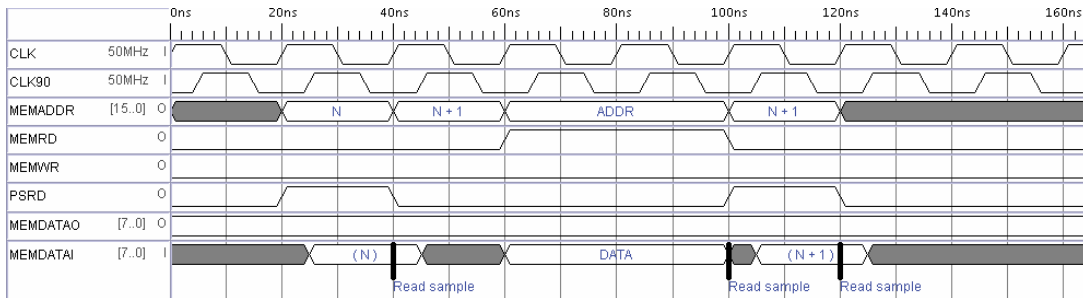 0ns 20ns 40ns 60ns 80ns 100ns 120ns 140ns 160ns
CLK 50MHz I
CLK90 50MHz I
MEMADDR [15..0] O N N + 1 ADDR N + 1
MEMRD O
MEMWR O
PSRD O
MEMDATAO [7..0] O
MEMDATAI [7..0] I (N) DATA (N + 1)
Read sample Read sample Read sample